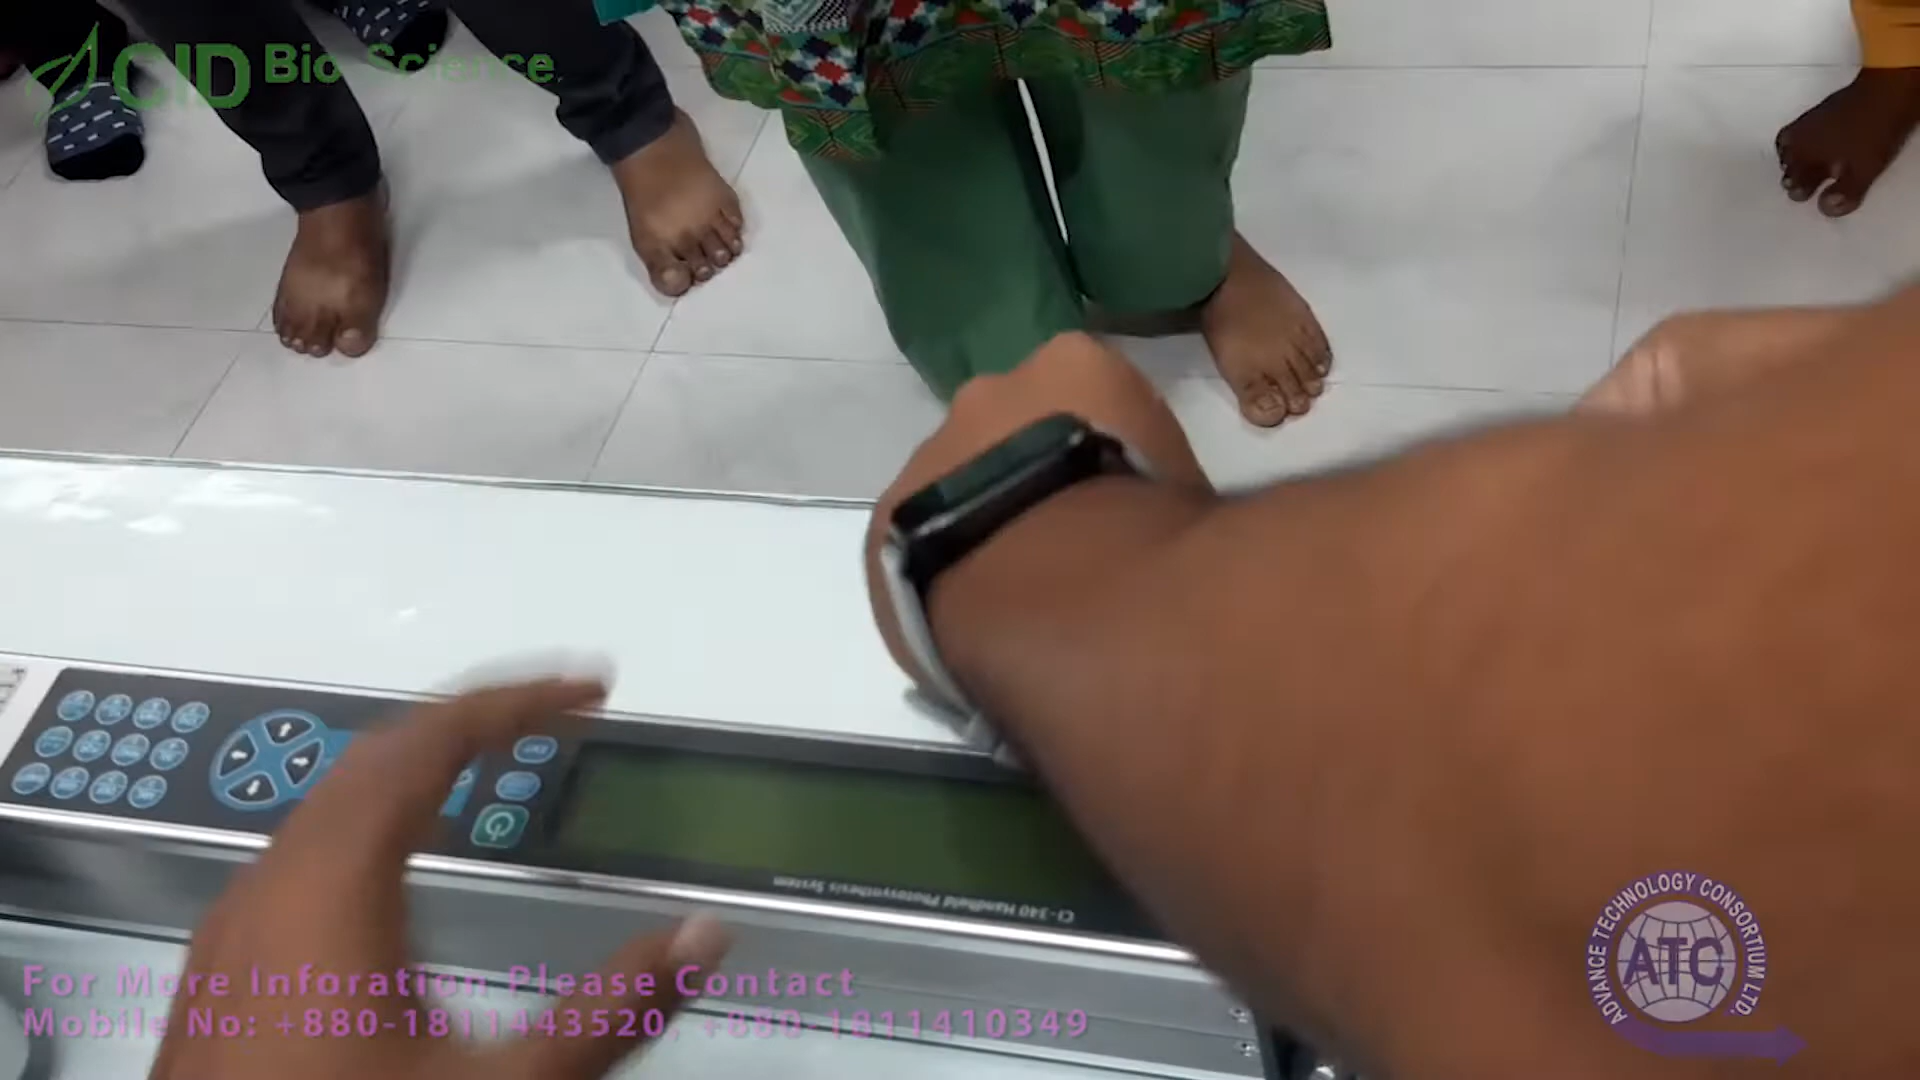 CID Bio-Science
CI-340 Handheld Photosynthesis System
ADVANCE TECHNOLOGY CONSORTIUM LTD.
ATC
For More Inforation Please Contact
Mobile No: +880-1811443520, +880-1811410349